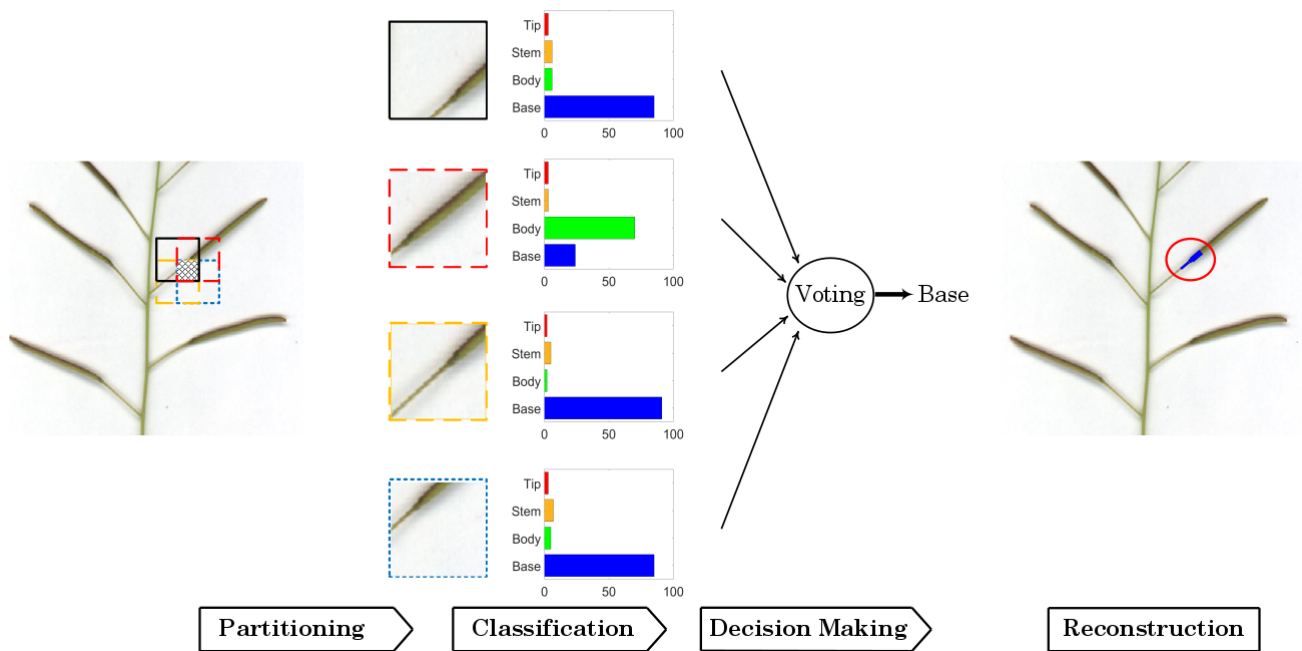 Tip
Stem
Body
Base
0 50 100
Tip
Stem
Body
Base
0 50 100
Voting
Base
Tip
Stem
Body
Base
0 50 100
Tip
Stem
Body
Base
0 50 100
Partitioning
Classification
Decision Making
Reconstruction